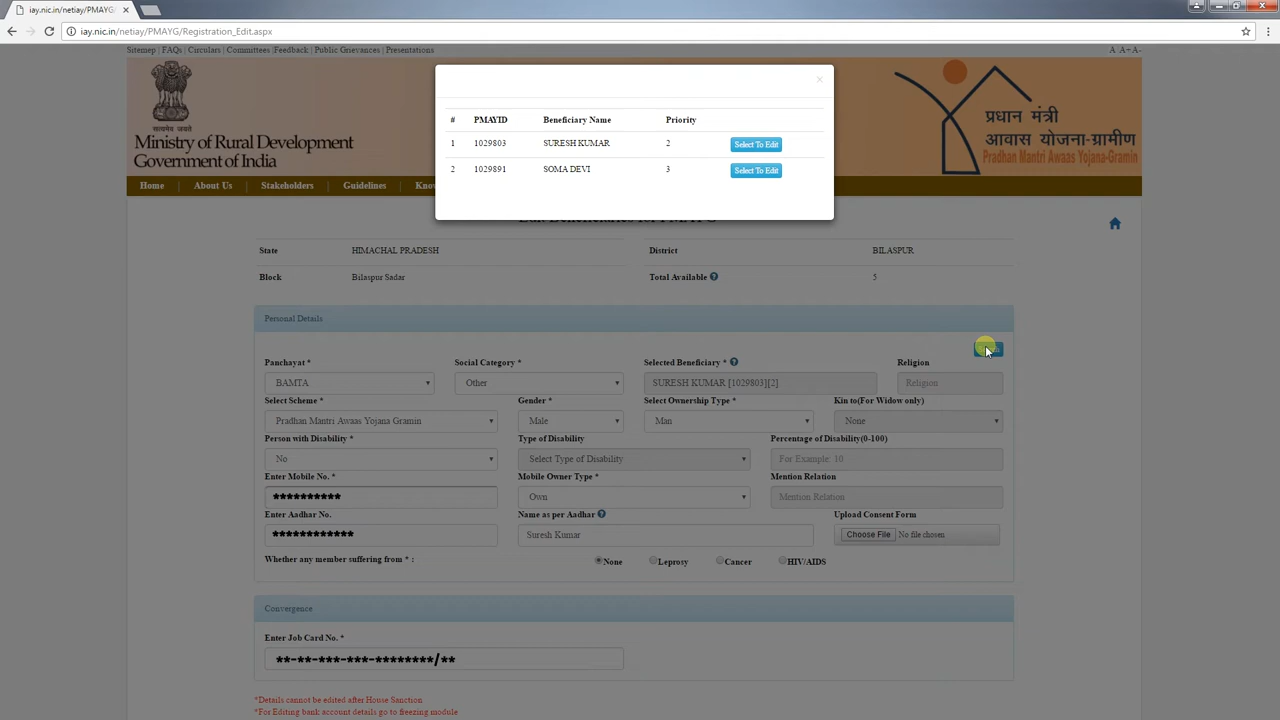 iay.nic.in/netiay/PMAYG/
iay.nic.in/netiay/PMAYG/Registration_Edit.aspx
Sitemep | FAQs | Circulars | Committees |Feedback | Public Grievances | Presentations
A A+A-
Ministry of Rural Development
Government of India
प्रधान मंत्री
आवास योजना-ग्रामीण
Pradhan Mantri Awaas Yojana-Gramin
Home | About Us | Stakeholders | Guidelines |
# PMAYID Beneficiary Name Priority
1 1029803 SURESH KUMAR 2 Select To Edit
2 1029891 SOMA DEVI 3 Select To Edit
State HIMACHAL PRADESH District BILASPUR
Block Bilaspur Sadar Total Available 5
Personal Details
Panchayat * Social Category * Selected Beneficiary * Religion
BAMTA Other SURESH KUMAR [1029803][2] Religion
Select Scheme * Gender * Select Ownership Type * Kin to(For Widow only)
Pradhan Mantri Awaas Yojana Gramin Male Man None
Person with Disability * Type of Disability Percentage of Disability(0-100)
No Select Type of Disability For Example: 10
Enter Mobile No. * Mobile Owner Type * Mention Relation
********** Own Mention Relation
Enter Aadhar No. Name as per Aadhar Upload Consent Form
************ Suresh Kumar Choose File No file chosen
Whether any member suffering from * : None Leprosy Cancer HIV/AIDS
Convergence
Enter Job Card No. *
**-**-***-***-********/**
*Details cannot be edited after House Sanction
*For Editing bank account details go to freezing module